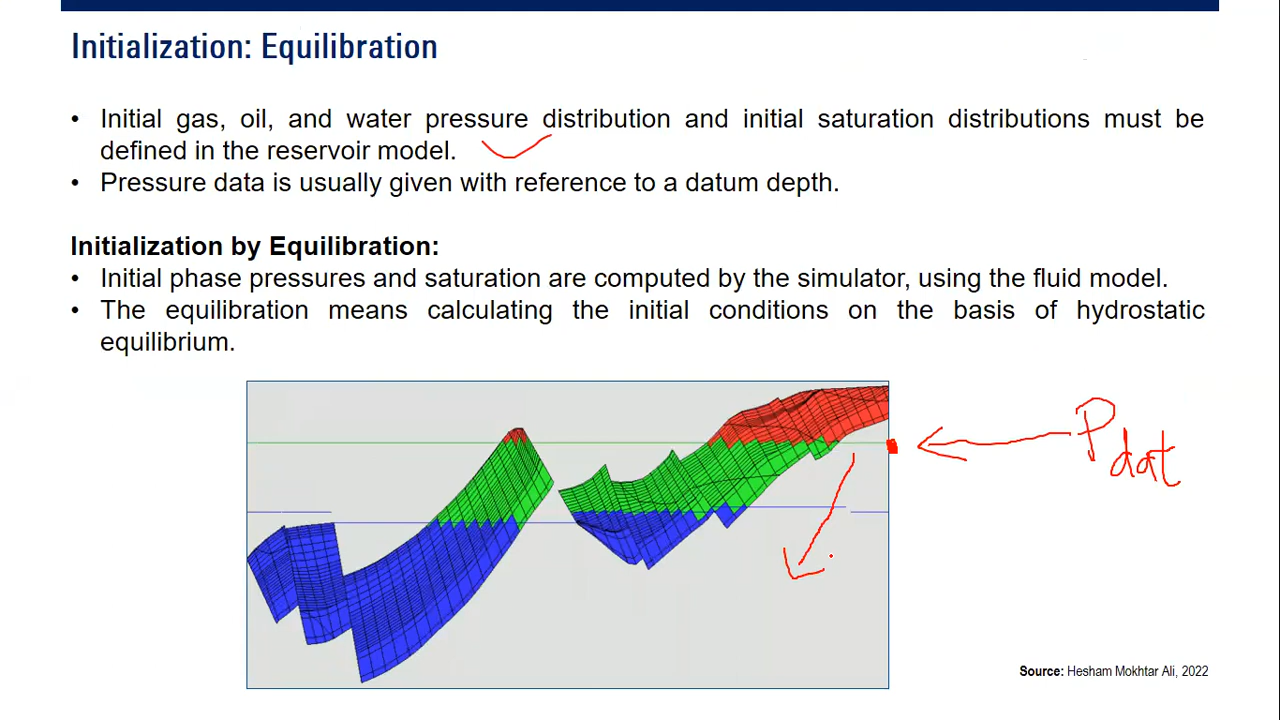 Initialization: Equilibration
• Initial gas, oil, and water pressure distribution and initial saturation distributions must be
defined in the reservoir model.
• Pressure data is usually given with reference to a datum depth.
Initialization by Equilibration:
• Initial phase pressures and saturation are computed by the simulator, using the fluid model.
• The equilibration means calculating the initial conditions on the basis of hydrostatic
equilibrium.
Pdat
Source: Hesham Mokhtar Ali, 2022